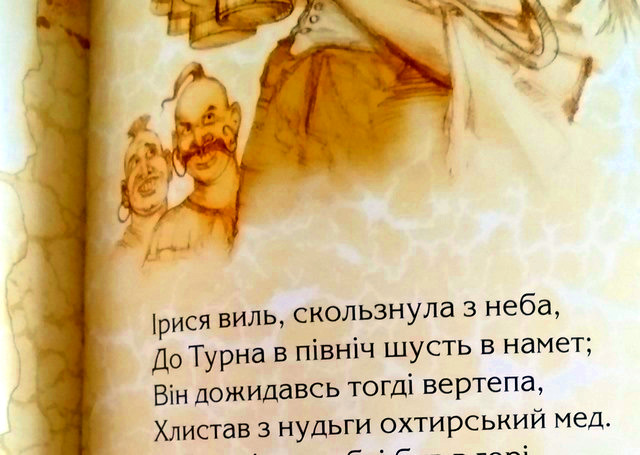 Ірися виль, скользнула з неба,
До Турна в північ шусть в намет;
Він дожидавсь тогді вертепа,
Хлистав з нудьги охтирський мед.